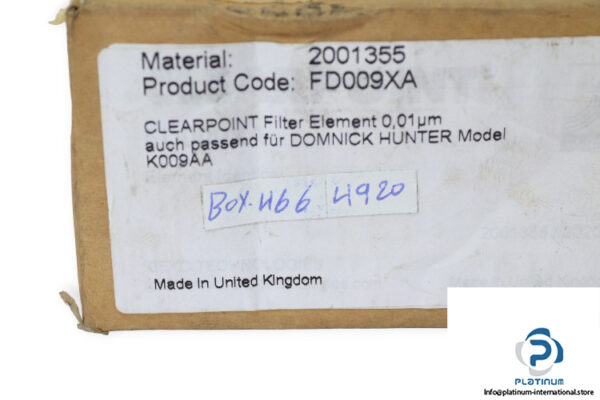 Material: 2001355
Product Code: FD009XA
CLEARPOINT Filter Element 0,01µm
auch passend für DOMNICK HUNTER Model
K009AA
BOX.466 4920
Made In United Kingdom
PLATINUM
Info@platinum-international.store